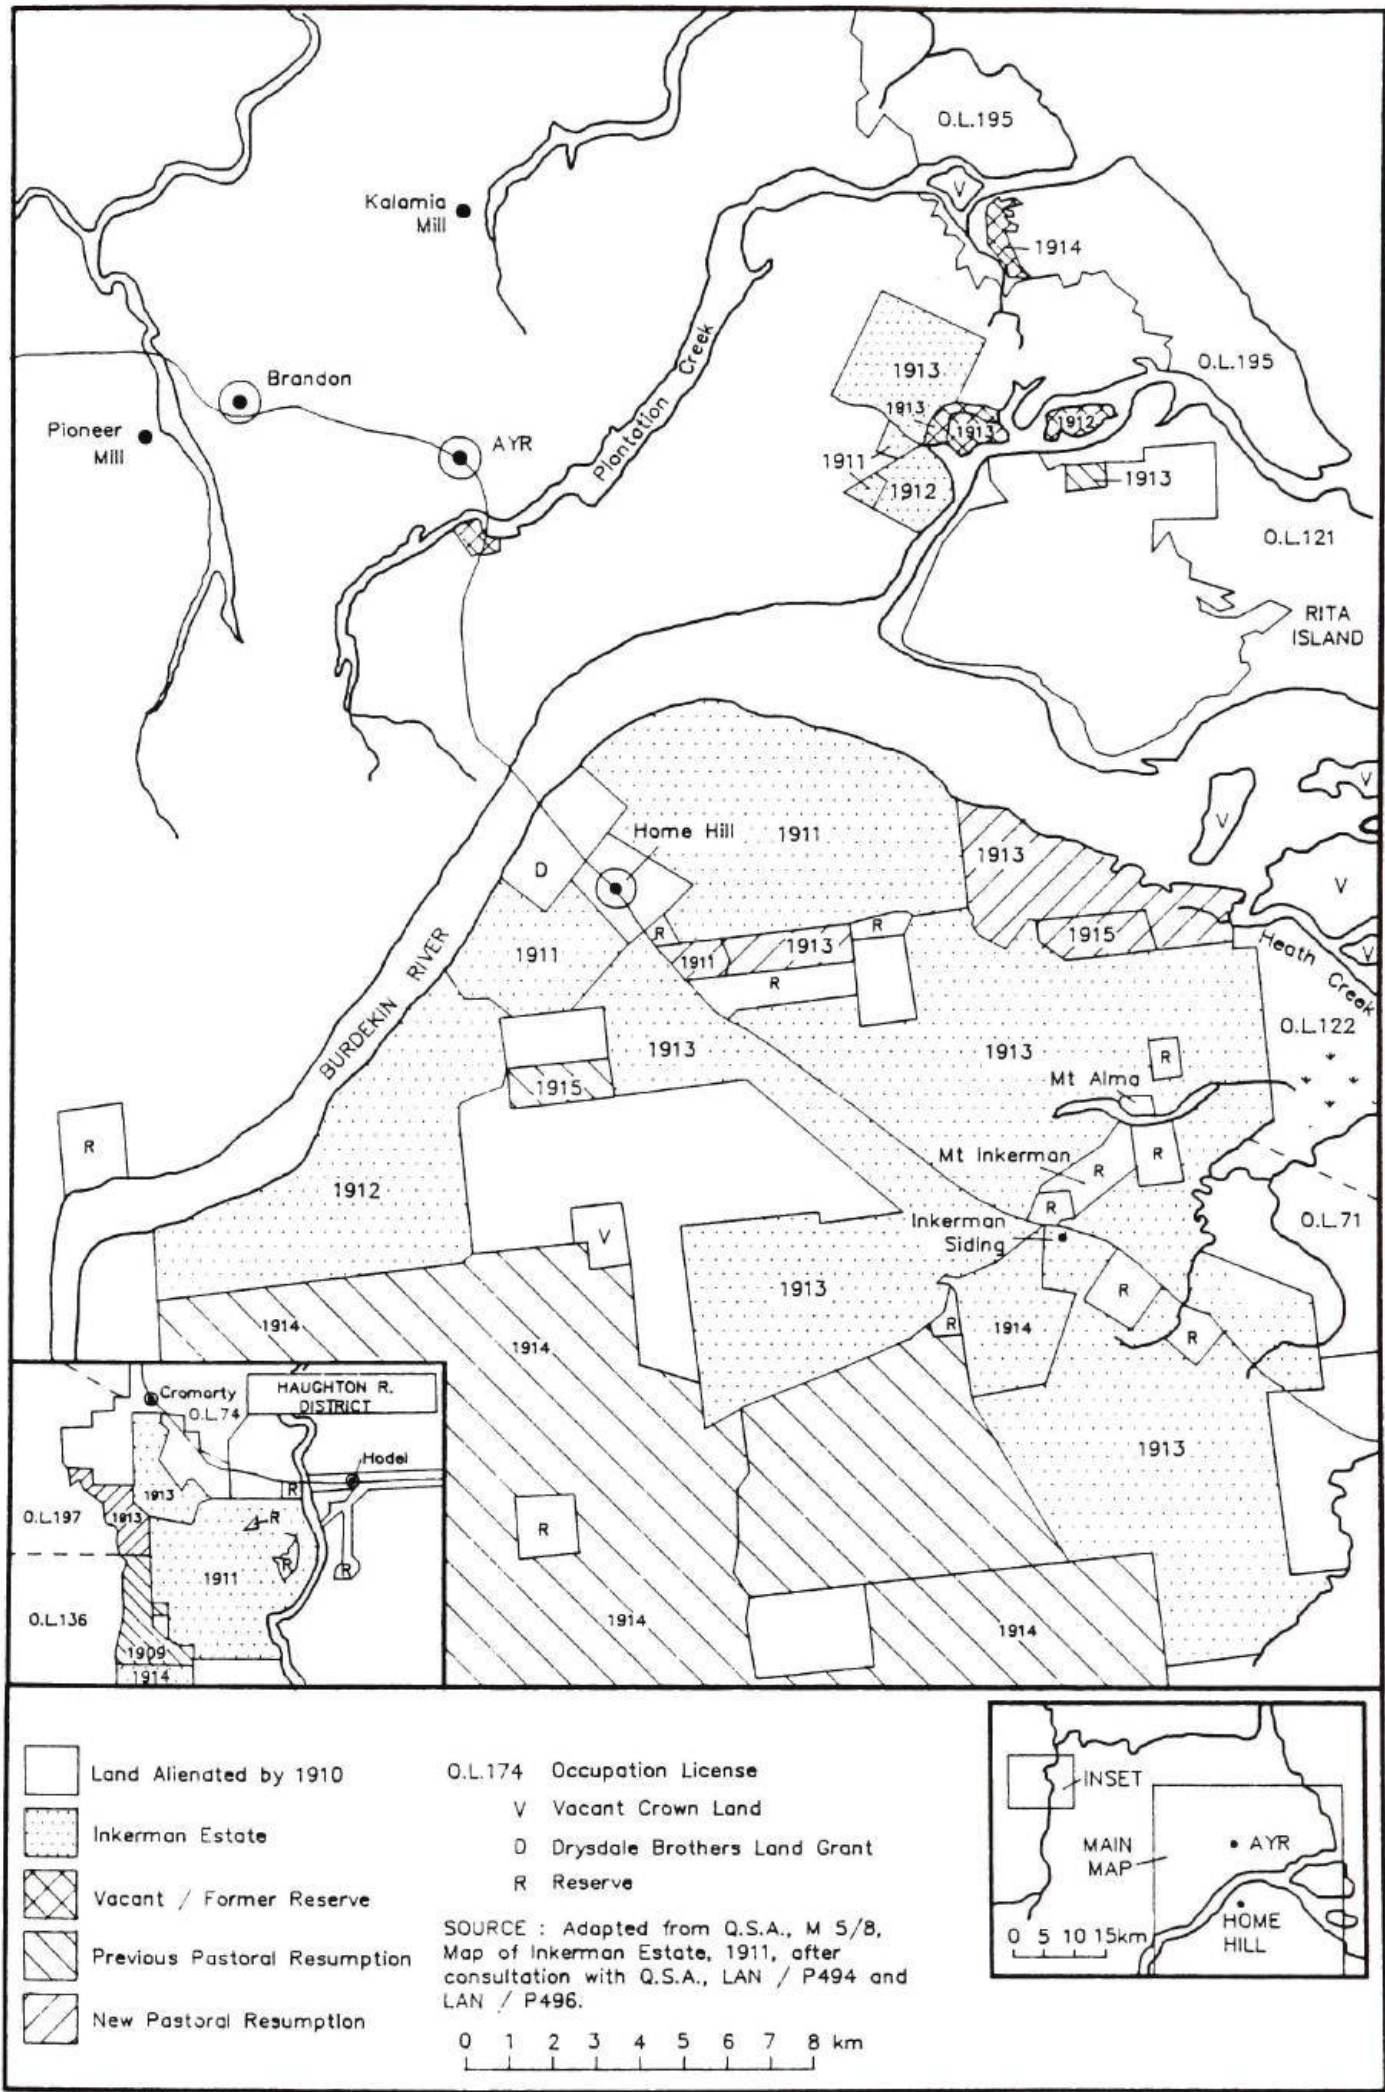 O.L.195
V
Kalamia
Mill
1914
Plantation Creek
O.L.195
1913
Brandon
1913
1913
1912
Pioneer
Mill
AYR
1911
1912
1913
O.L.121
RITA
ISLAND
V
V
Home Hill
1911
1913
D
V
R
R
1915
1911
1911
1913
V
Heath Creek
R
BURDEKIN RIVER
O.L.122
1913
1913
R
Mt Alma
1915
R
Mt Inkerman
R
R
1912
R
O.L.71
Inkerman
Siding
V
1913
R
1914
1914
R
1914
R
Cromarty
HAUGHTON R.
DISTRICT
O.L.74
1913
Hodel
R
1913
O.L.197
1913
R
R
R
R
1911
O.L.136
1914
1914
1909
1914
Land Alienated by 1910
Inkerman Estate
Vacant / Former Reserve
Previous Pastoral Resumption
New Pastoral Resumption
O.L.174 Occupation License
V Vacant Crown Land
D Drysdale Brothers Land Grant
R Reserve
SOURCE : Adapted from Q.S.A., M 5/8,
Map of Inkerman Estate, 1911, after
consultation with Q.S.A., LAN / P494 and
LAN / P496.
0 1 2 3 4 5 6 7 8 km
INSET
MAIN
MAP
AYR
0 5 10 15km
HOME
HILL